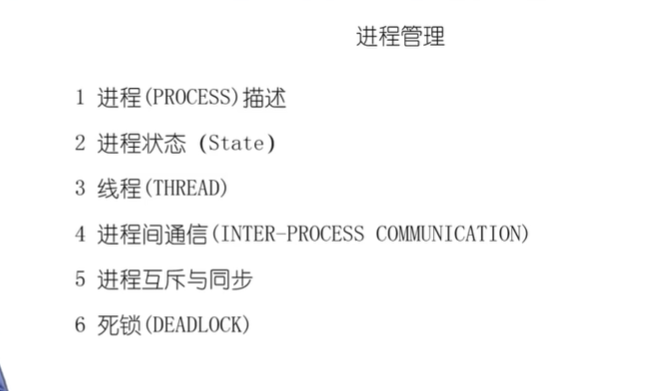 进程管理
1 进程(PROCESS)描述
2 进程状态 (State)
3 线程(THREAD)
4 进程间通信(INTER-PROCESS COMMUNICATION)
5 进程互斥与同步
6 死锁(DEADLOCK)